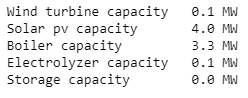 Wind turbine capacity 0.1 MW
Solar pv capacity 4.0 MW
Boiler capacity 3.3 MW
Electrolyzer capacity 0.1 MW
Storage capacity 0.0 MW